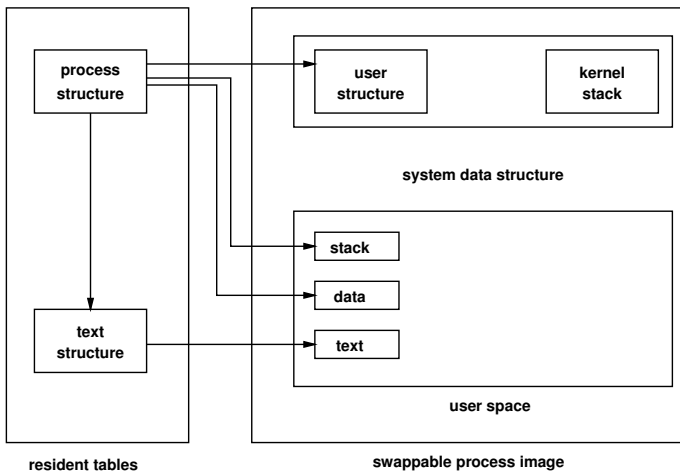 process
structure
user
structure
kernel
stack
system data structure
stack
data
text
structure
text
user space
resident tables
swappable process image